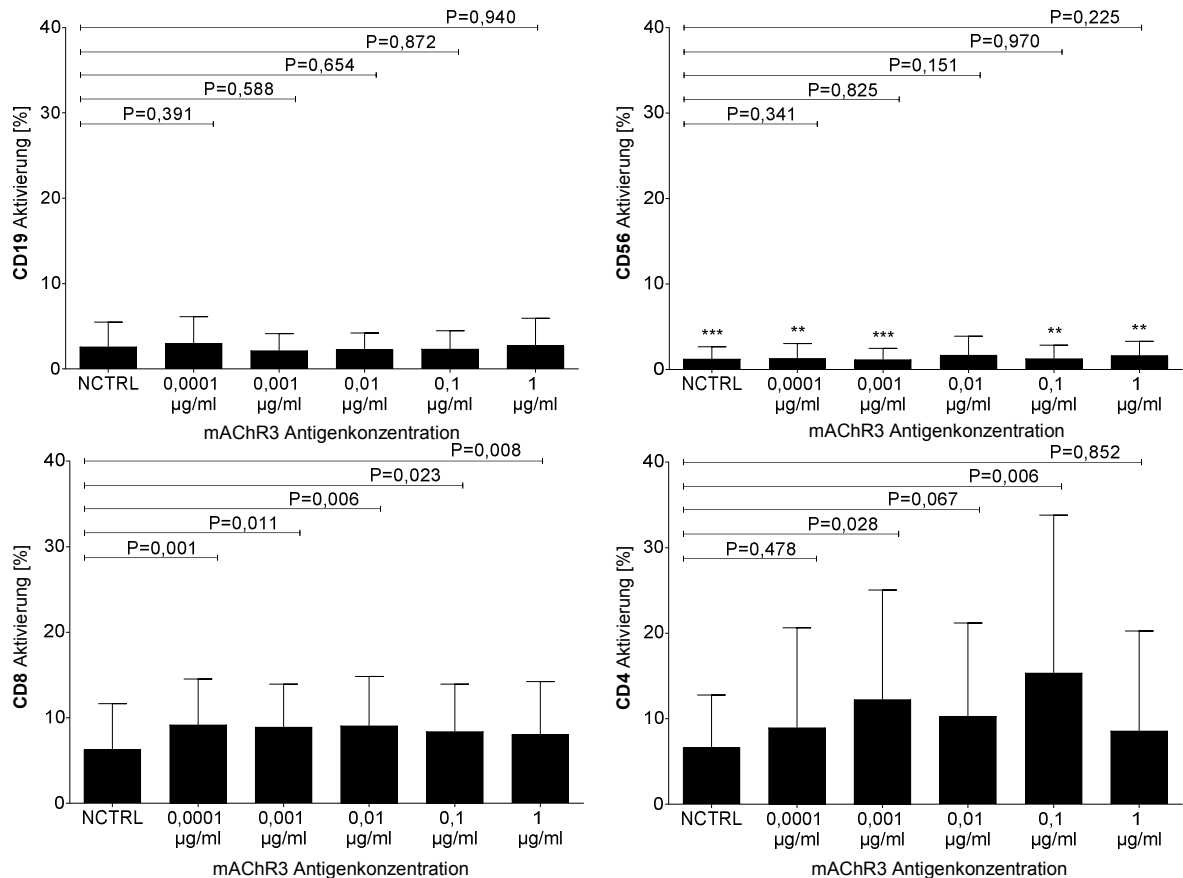 P=0,940
P=0,872
P=0,654
P=0,588
P=0,391
CD19 Aktivierung [%]
40
30
20
10
0
NCTRL 0,0001 0,001 0,01 0,1 1
µg/ml µg/ml µg/ml µg/ml µg/ml
mAChR3 Antigenkonzentration
P=0,225
P=0,970
P=0,151
P=0,825
P=0,341
CD56 Aktivierung [%]
40
30
20
10
0
*** ** *** ** **
NCTRL 0,0001 0,001 0,01 0,1 1
µg/ml µg/ml µg/ml µg/ml µg/ml
mAChR3 Antigenkonzentration
P=0,008
P=0,023
P=0,006
P=0,011
P=0,001
CD8 Aktivierung [%]
40
30
20
10
0
NCTRL 0,0001 0,001 0,01 0,1 1
µg/ml µg/ml µg/ml µg/ml µg/ml
mAChR3 Antigenkonzentration
P=0,852
P=0,006
P=0,067
P=0,028
P=0,478
CD4 Aktivierung [%]
40
30
20
10
0
NCTRL 0,0001 0,001 0,01 0,1 1
µg/ml µg/ml µg/ml µg/ml µg/ml
mAChR3 Antigenkonzentration